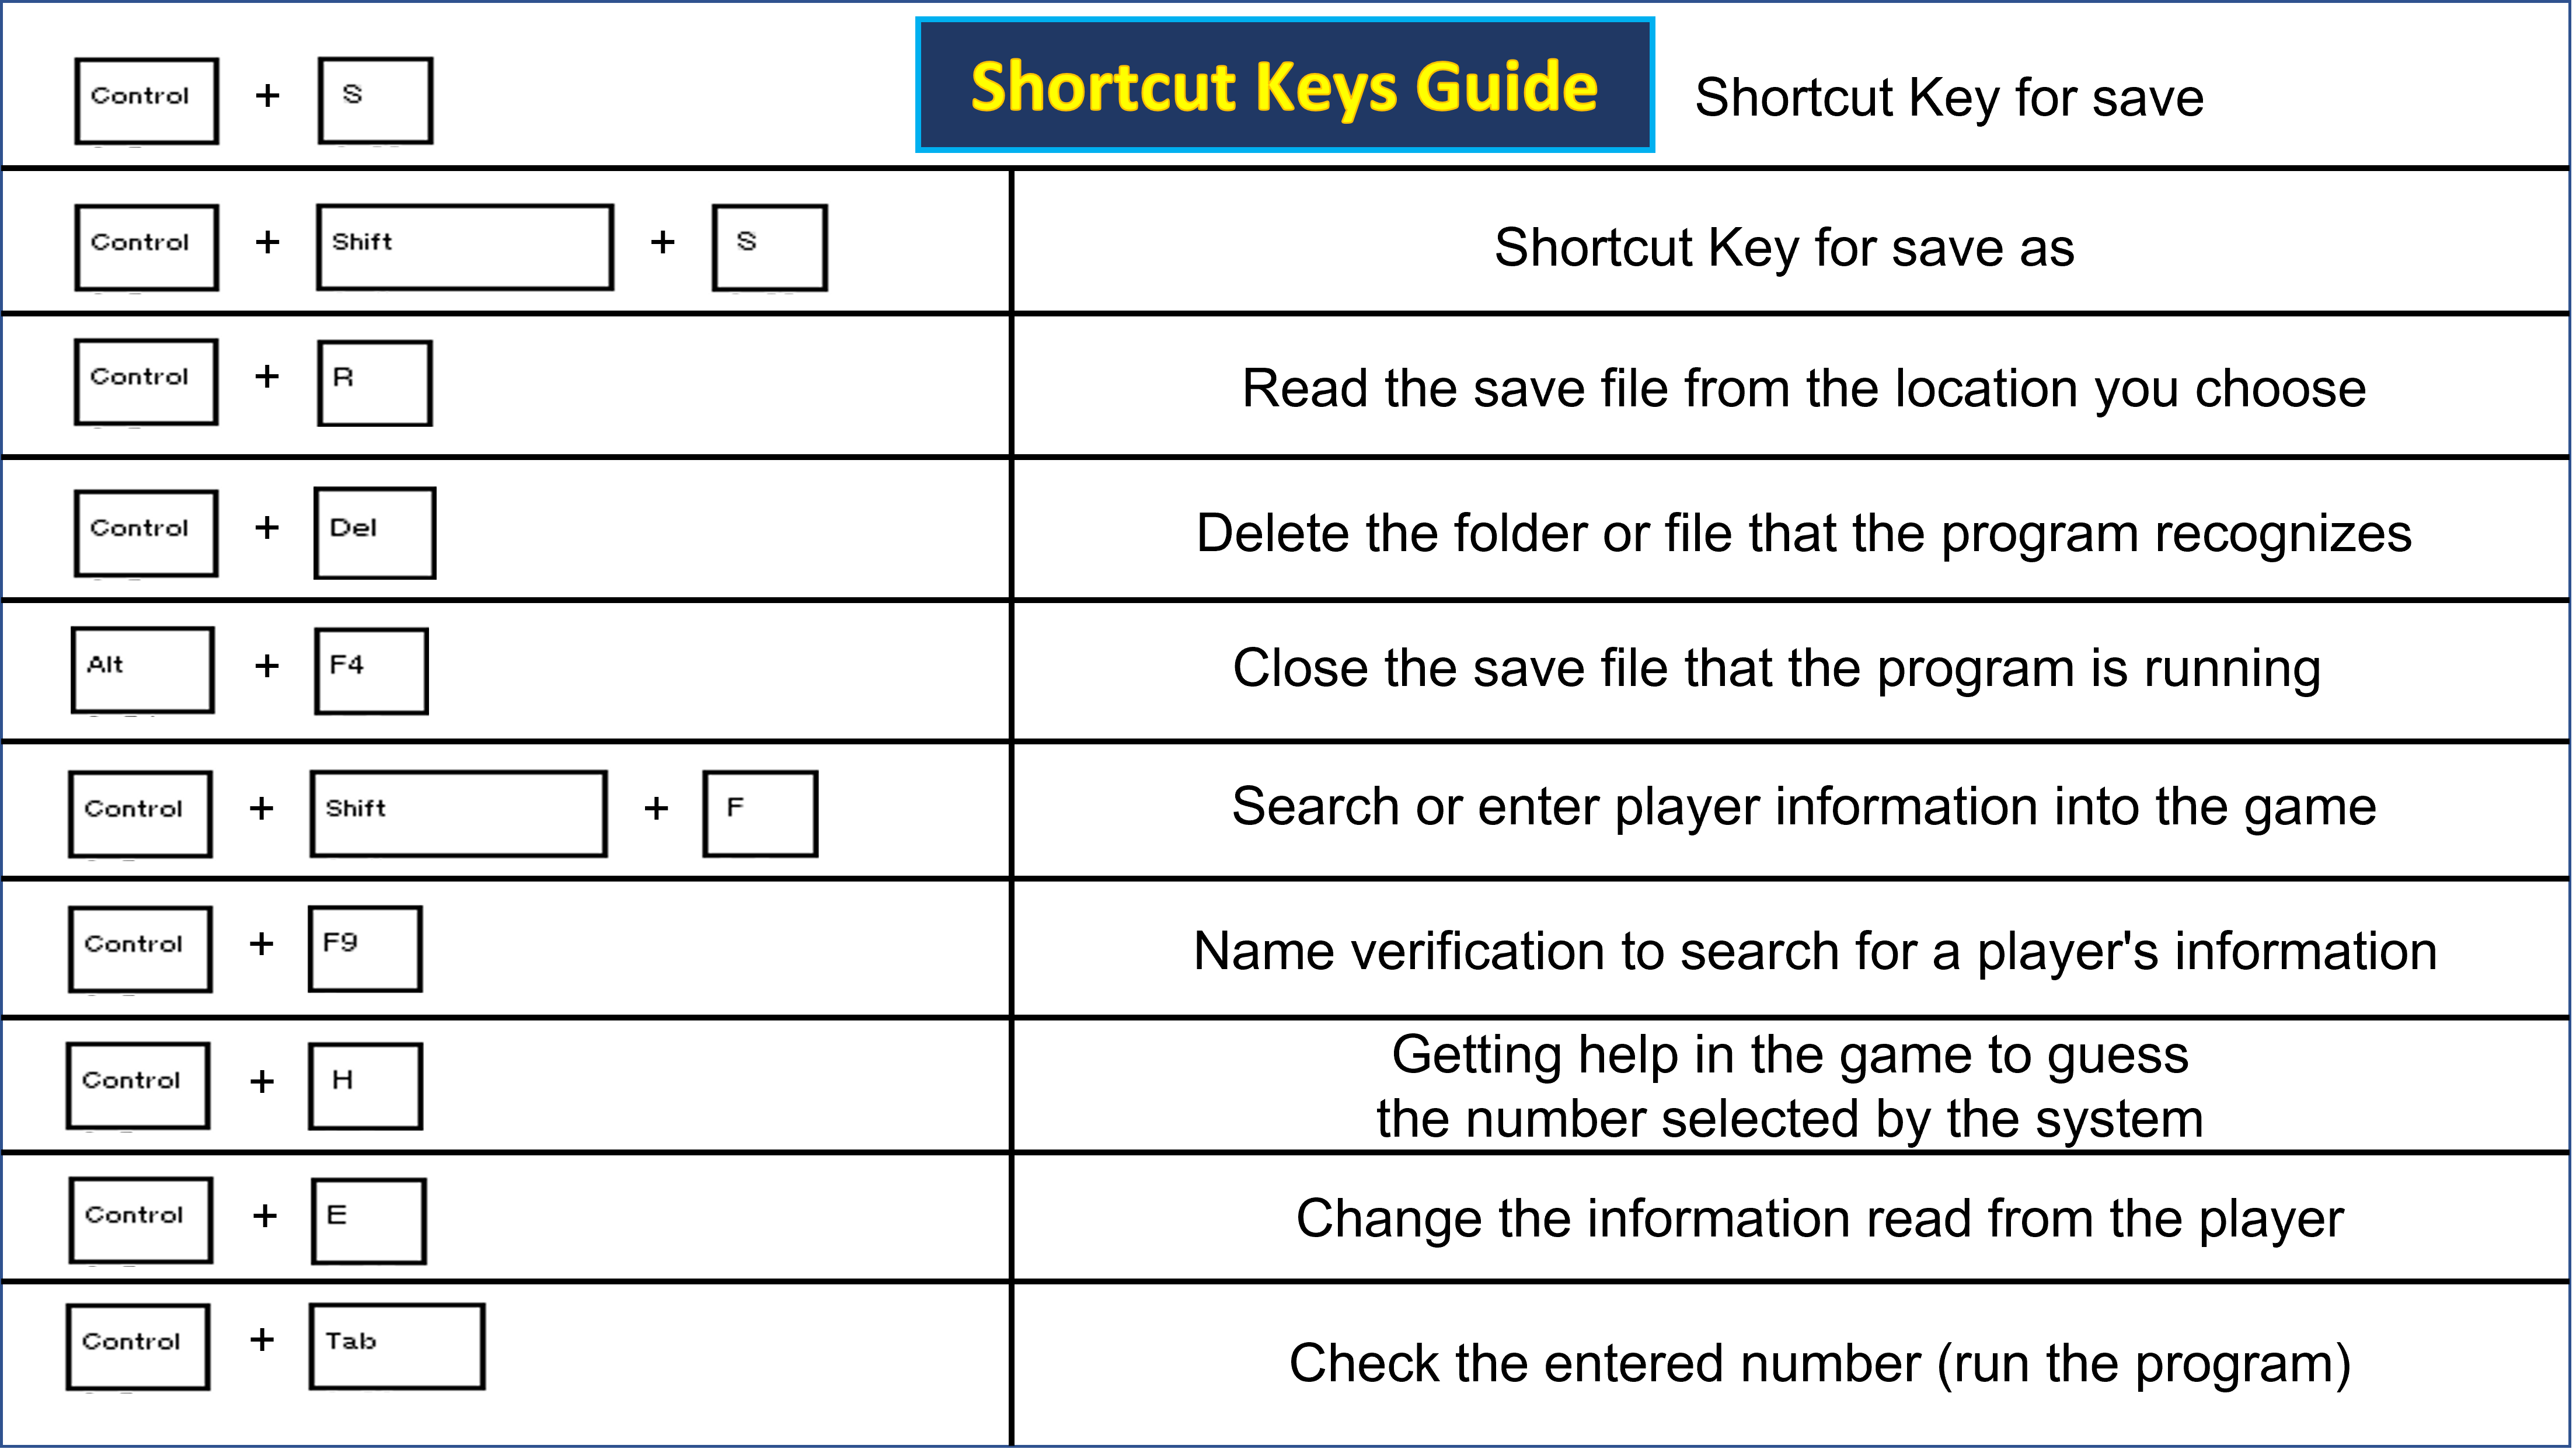 Shortcut Keys Guide
Control + S Shortcut Key for save
Control + Shift + S Shortcut Key for save as
Control + R Read the save file from the location you choose
Control + Del Delete the folder or file that the program recognizes
Alt + F4 Close the save file that the program is running
Control + Shift + F Search or enter player information into the game
Control + F9 Name verification to search for a player's information
Control + H Getting help in the game to guess
the number selected by the system
Control + E Change the information read from the player
Control + Tab Check the entered number (run the program)